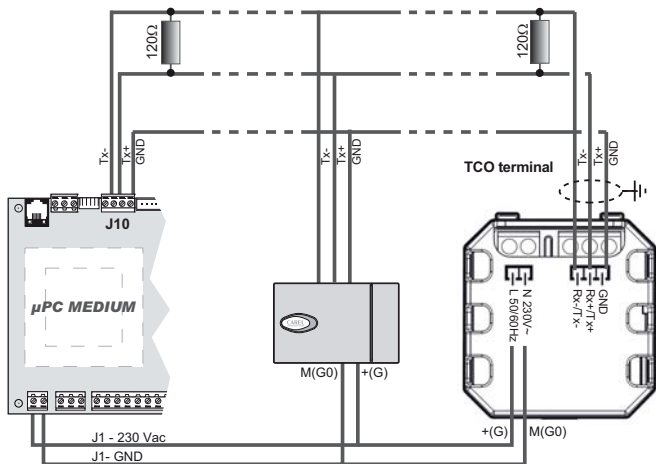 120Ω
120Ω
Tx-
Tx+
GND
Tx-
Tx+
GND
Tx-
Tx+
GND
TCO terminal
J10
µPC MEDIUM
CAREL
GND
Rx+/Tx+
Rx-/Tx-
N 230V~
L 50/60Hz
M(G0)
+(G)
+(G)
M(G0)
J1 - 230 Vac
J1- GND